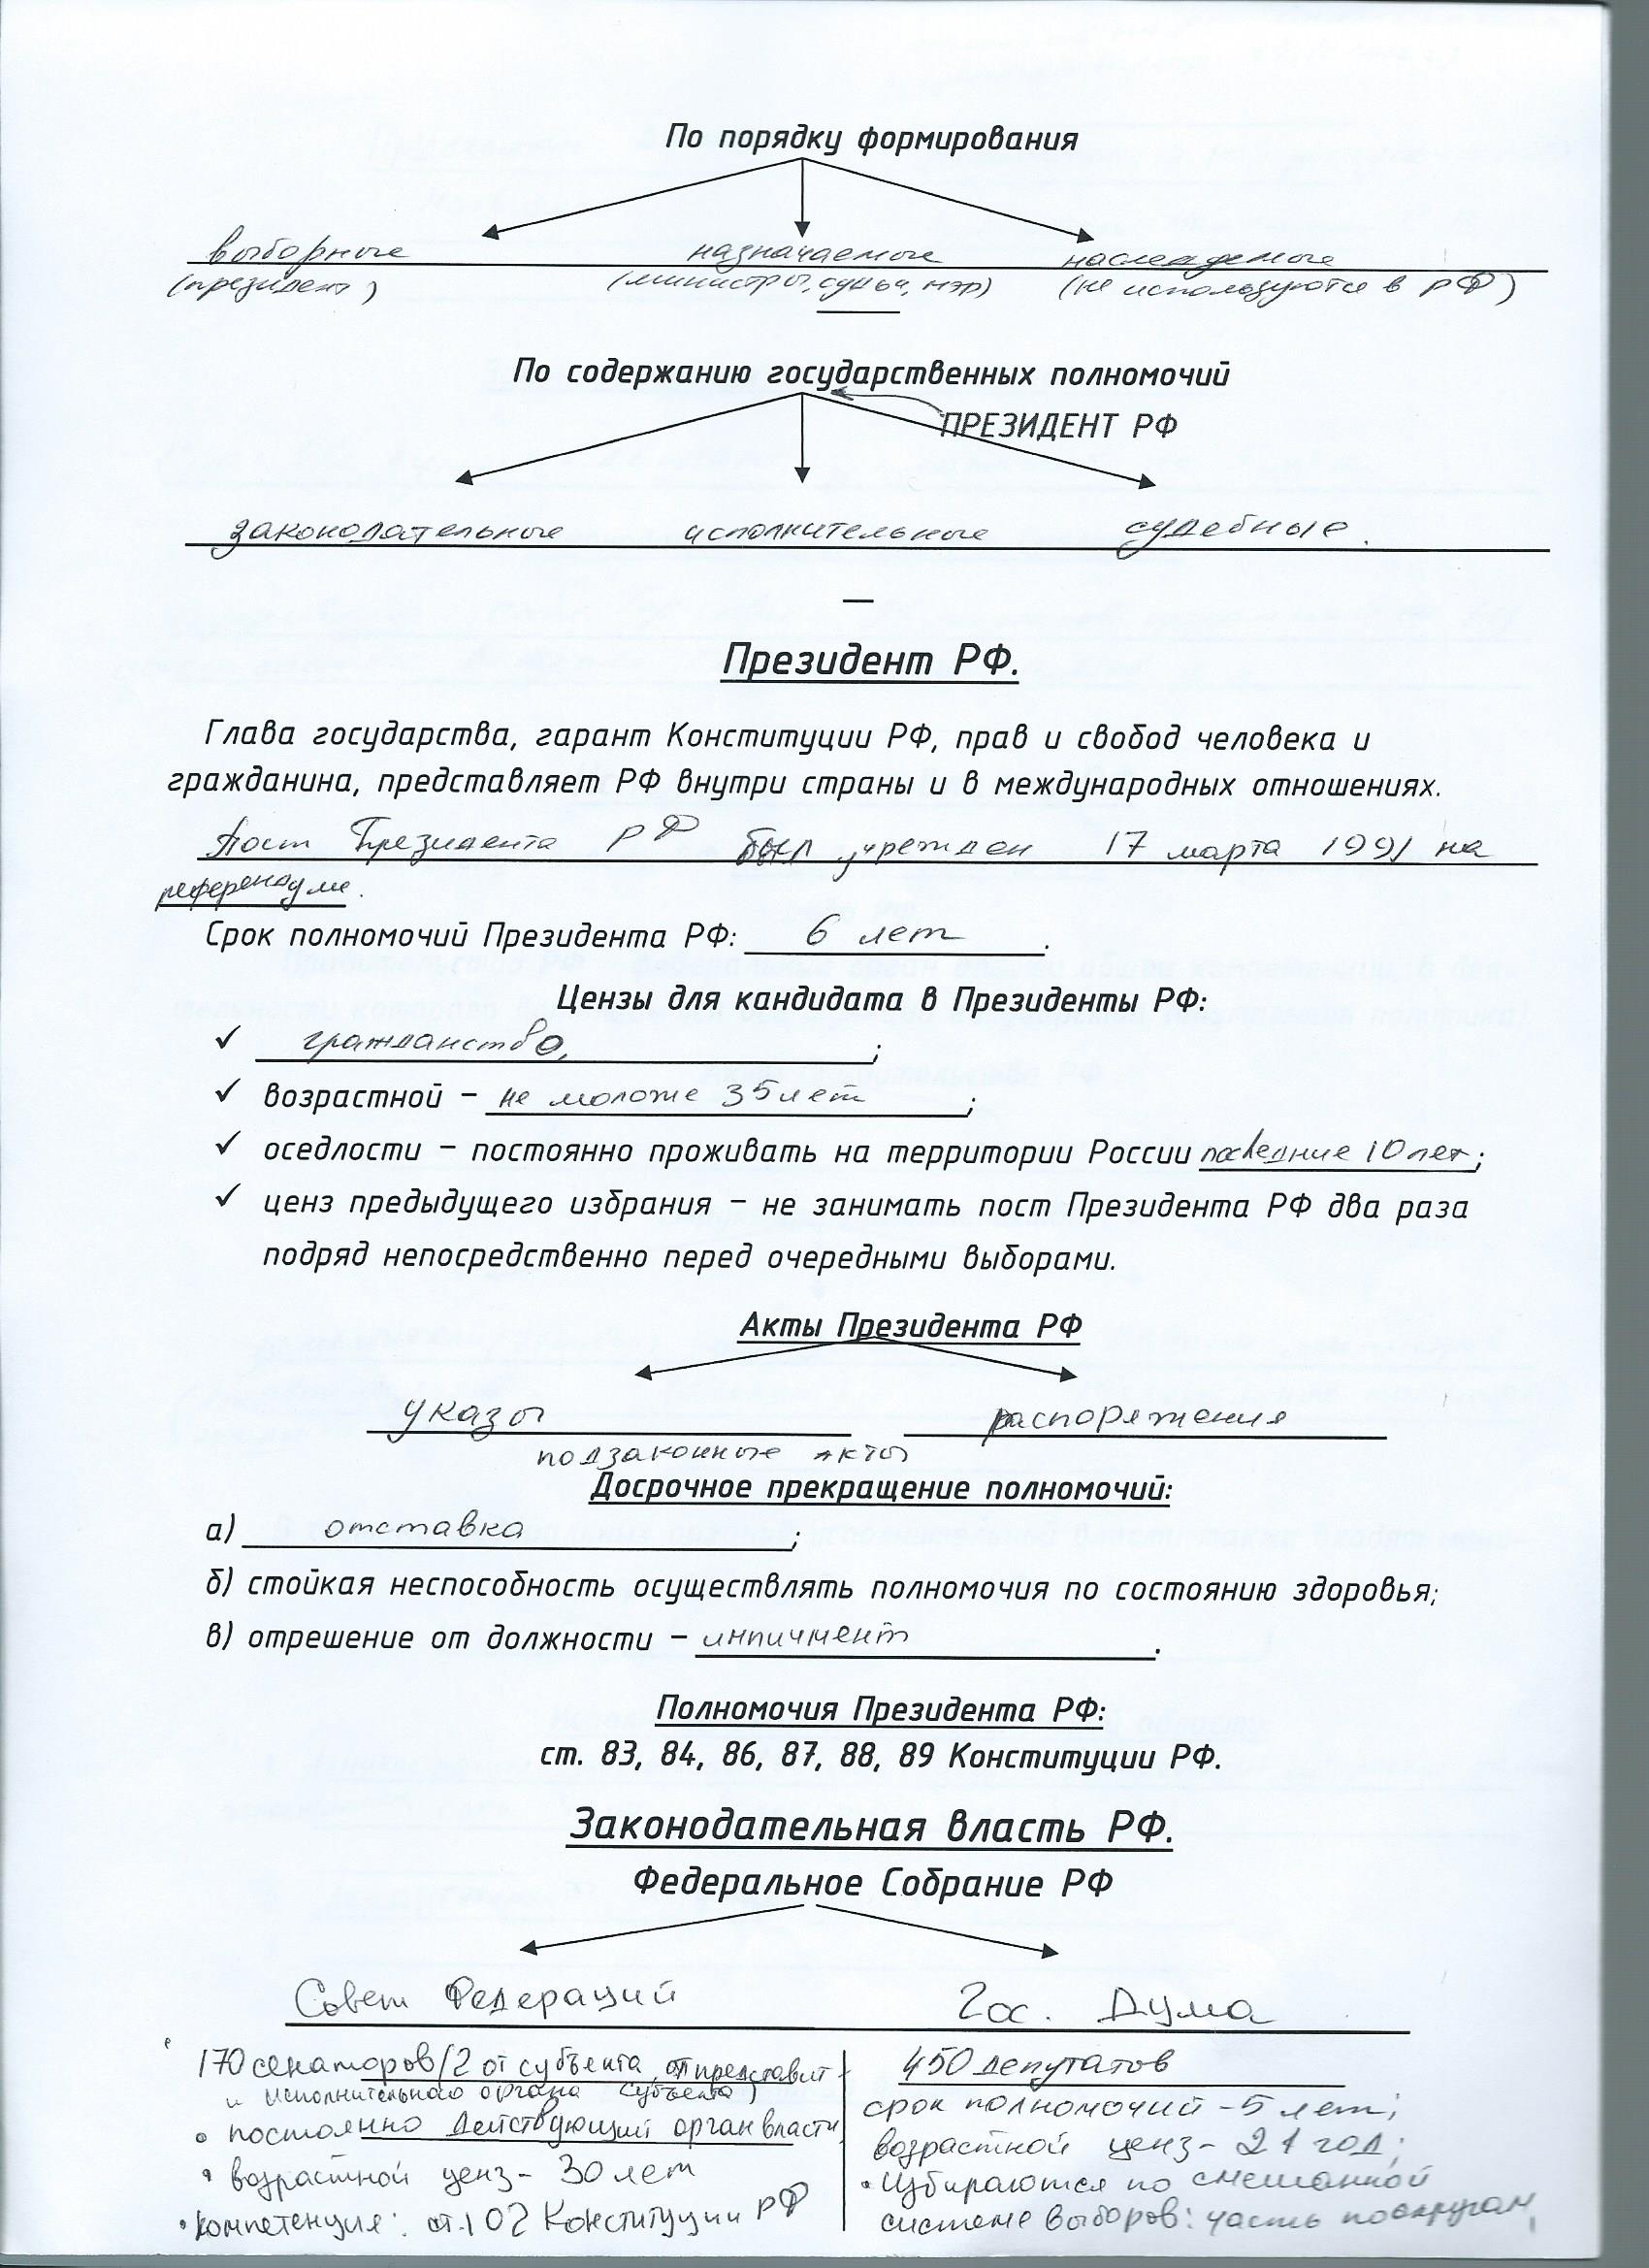 По порядку формирования
выборные назначаемые наследуемые
(президент) (министры, судьи, мэр) (не используются в РФ)
По содержанию государственных полномочий
ПРЕЗИДЕНТ РФ
законодательные исполнительные судебные.
Президент РФ.
Глава государства, гарант Конституции РФ, прав и свобод человека и
гражданина, представляет РФ внутри страны и в международных отношениях.
Пост Президента РФ был учрежден 17 марта 1991 на
референдуме.
Срок полномочий Президента РФ: 6 лет.
Цензы для кандидата в Президенты РФ:
✓ гражданство, ;
✓ возрастной – не моложе 35 лет ;
✓ оседлости – постоянно проживать на территории России последние 10 лет;
✓ ценз предыдущего избрания – не занимать пост Президента РФ два раза
подряд непосредственно перед очередными выборами.
Акты Президента РФ
указы распоряжения
подзаконные акты
Досрочное прекращение полномочий:
а) отставка ;
б) стойкая неспособность осуществлять полномочия по состоянию здоровья;
в) отрешение от должности – импичмент .
Полномочия Президента РФ:
ст. 83, 84, 86, 87, 88, 89 Конституции РФ.
Законодательная власть РФ.
Федеральное Собрание РФ
Совет Федераций Гос. Дума
170 сенаторов (2 от субъекта, от представит
и исполнительного органа субъекта)
• постоянно действующий орган власти
• возрастной ценз – 30 лет
• компетенция: ст. 102 Конституции РФ
450 депутатов
срок полномочий – 5 лет;
возрастной ценз – 21 год;
• Избираются по смешанной
системе выборов: часть по округам,